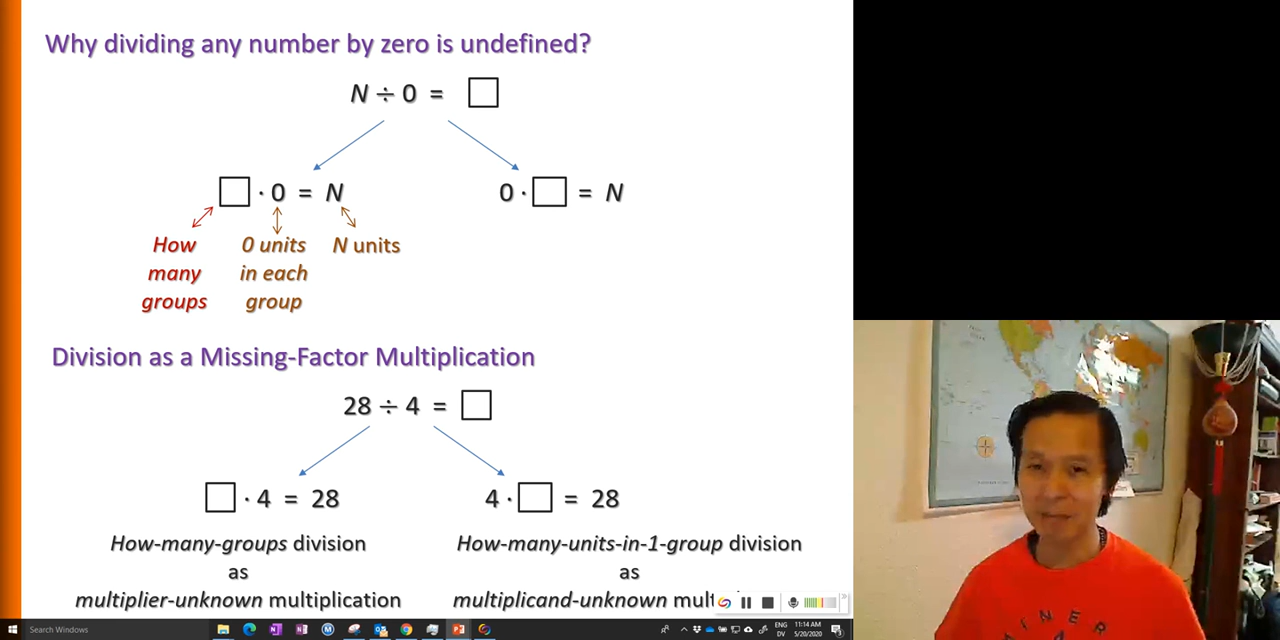 Why dividing any number by zero is undefined?
N ÷ 0 = □
□ · 0 = N
0 · □ = N
How many groups
0 units in each group
N units
Division as a Missing-Factor Multiplication
28 ÷ 4 = □
□ · 4 = 28
4 · □ = 28
How-many-groups division
as
multiplier-unknown multiplication
How-many-units-in-1-group division
as
multiplicand-unknown
INER
Search Windows
ENG
DV
11:14 AM
5/20/2020